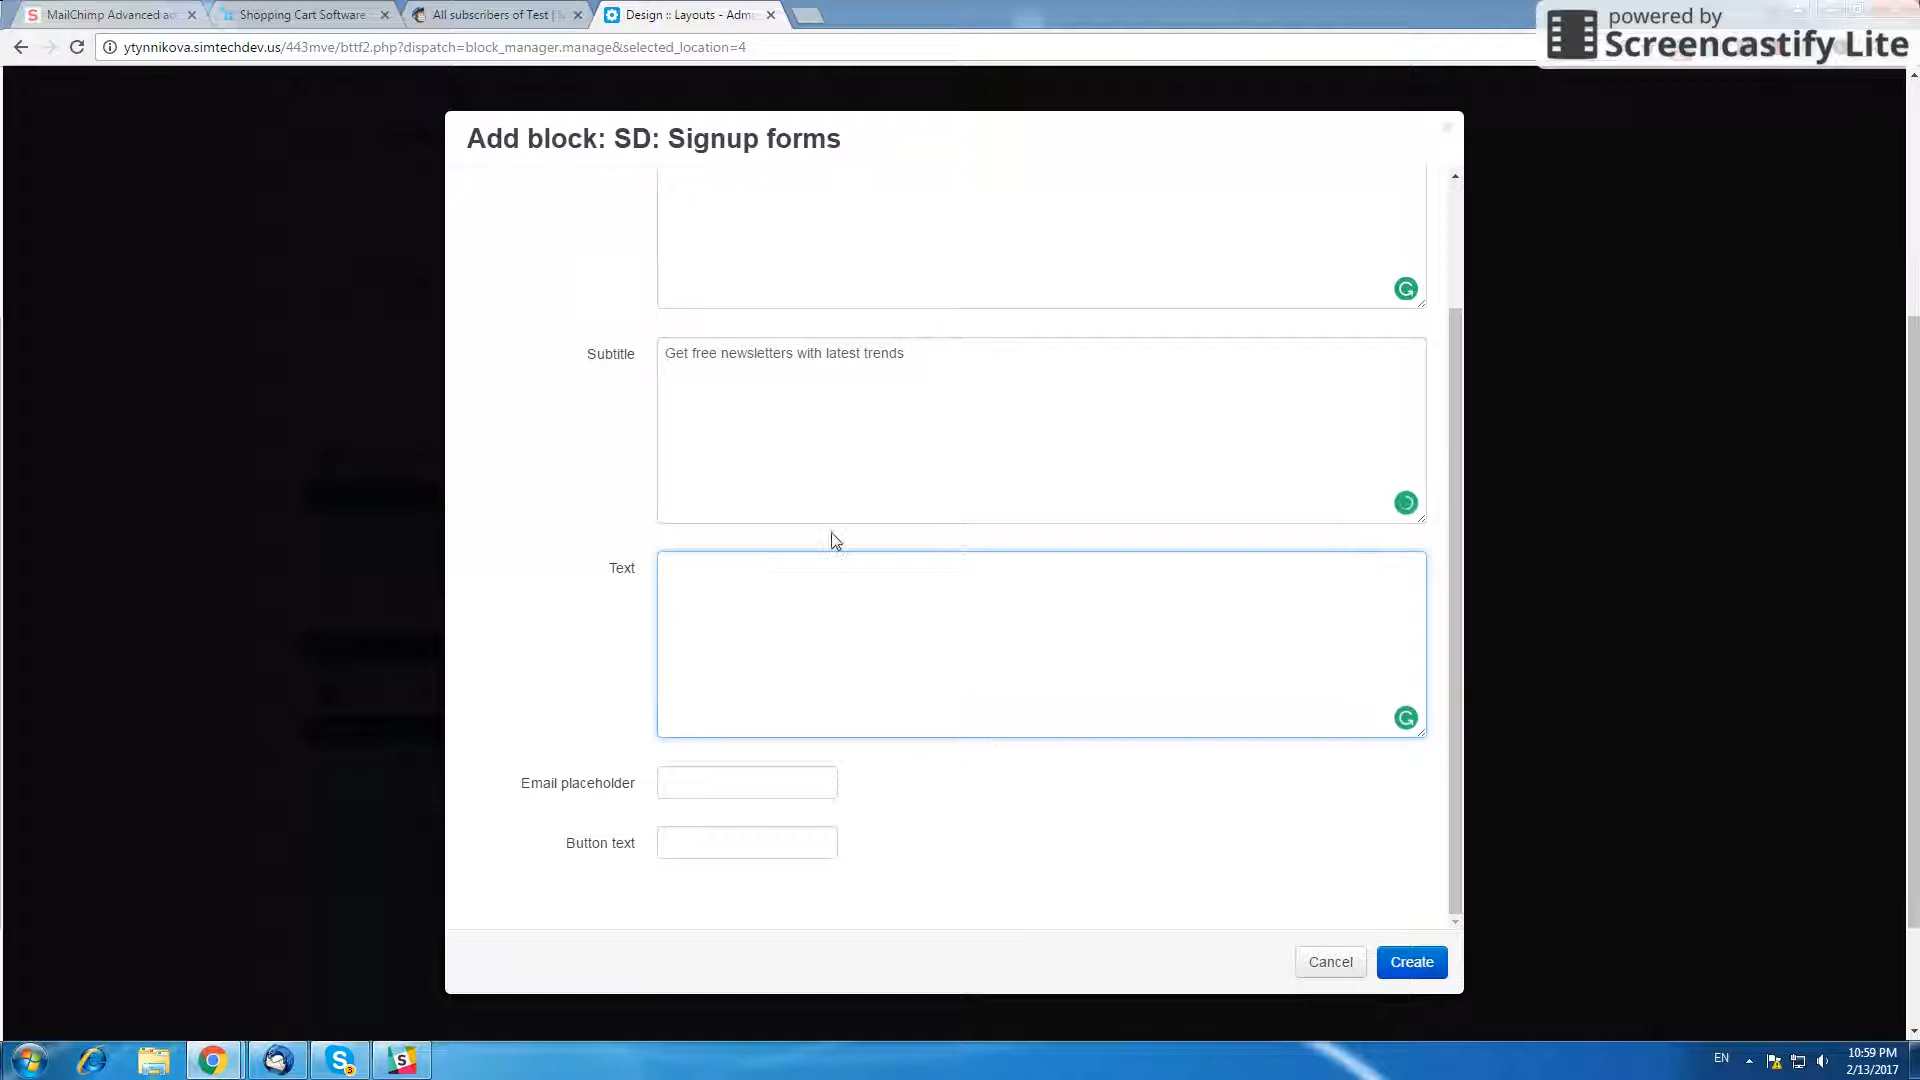 MailChimp Advanced ac
Shopping Cart Software
All subscribers of Test |
Design :: Layouts - Adm
powered by
Screencastify Lite
ytynnikova.simtechdev.us/443mve/bttf2.php?dispatch=block_manager.manage&selected_location=4
Add block: SD: Signup forms
Subtitle
Get free newsletters with latest trends
Text
Email placeholder
Button text
Cancel
Create
EN
10:59 PM
2/13/2017